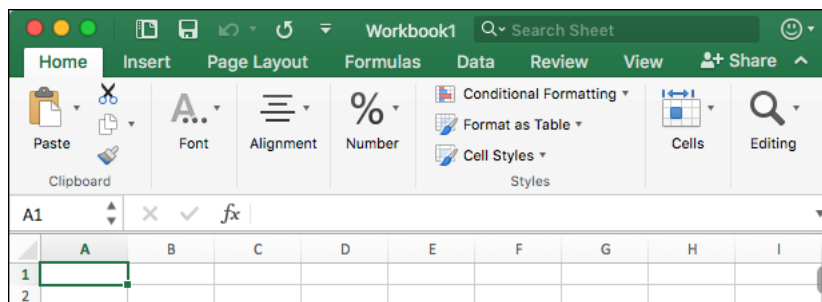 Workbook1 Search Sheet
Home Insert Page Layout Formulas Data Review View Share
Conditional Formatting
Format as Table
Cell Styles
Paste Font Alignment Number Cells Editing
Clipboard Styles
A1 fx
A B C D E F G H I
1
2